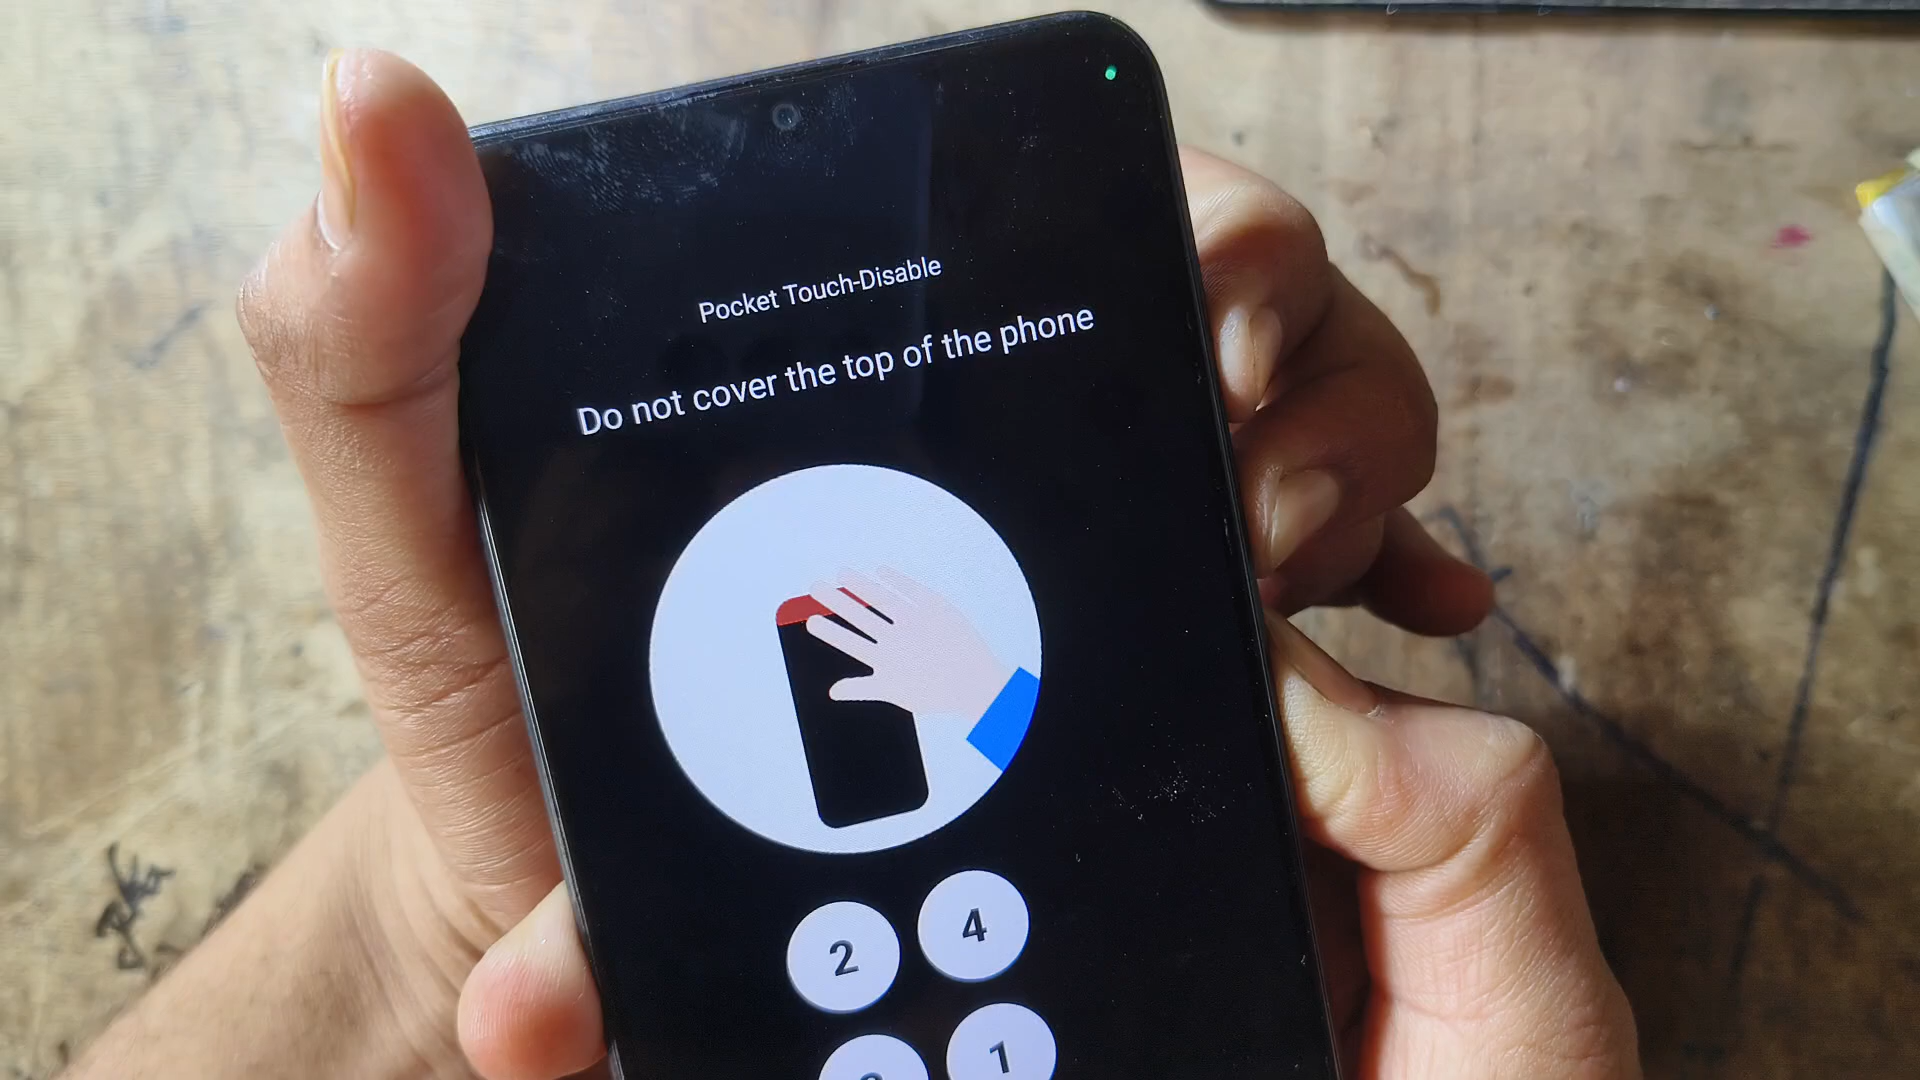 Pocket Touch-Disable
Do not cover the top of the phone
2 4
1